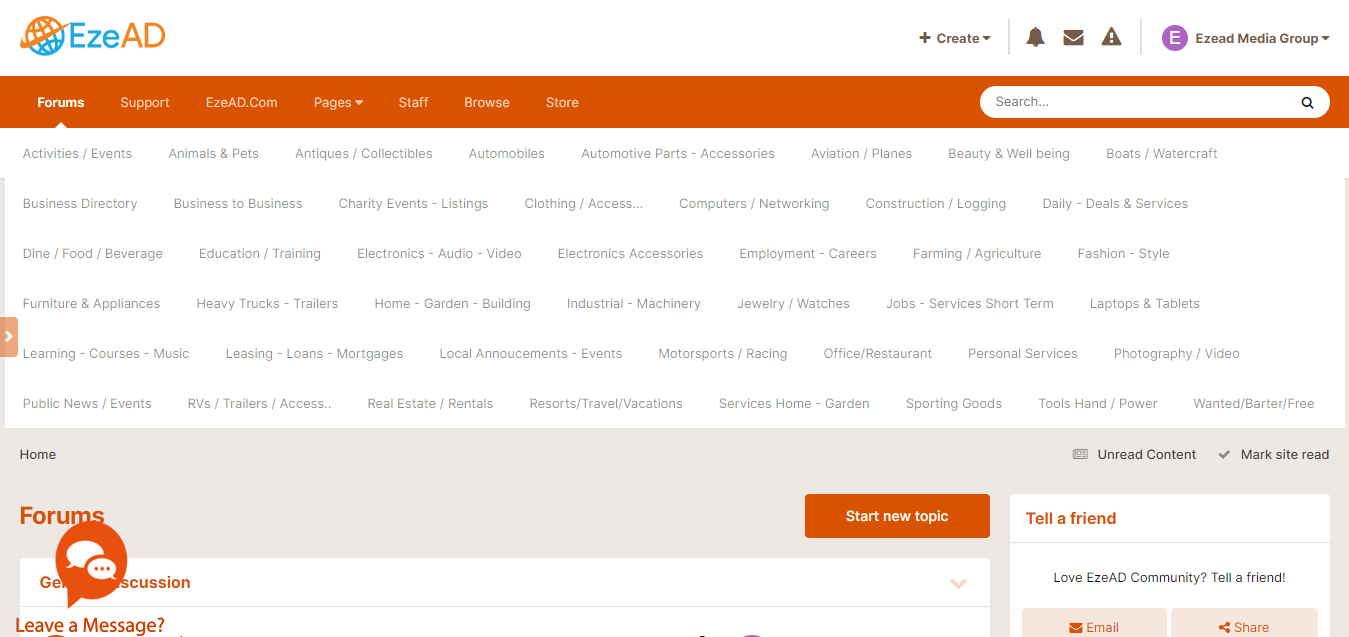 EzeAD
Create
E Ezead Media Group
Forums Support EzeAD.Com Pages Staff Browse Store Search...
Activities / Events Animals & Pets Antiques / Collectibles Automobiles Automotive Parts - Accessories Aviation / Planes Beauty & Well being Boats / Watercraft
Business Directory Business to Business Charity Events - Listings Clothing / Access... Computers / Networking Construction / Logging Daily - Deals & Services
Dine / Food / Beverage Education / Training Electronics - Audio - Video Electronics Accessories Employment - Careers Farming / Agriculture Fashion - Style
Furniture & Appliances Heavy Trucks - Trailers Home - Garden - Building Industrial - Machinery Jewelry / Watches Jobs - Services Short Term Laptops & Tablets
Learning - Courses - Music Leasing - Loans - Mortgages Local Annoucements - Events Motorsports / Racing Office/Restaurant Personal Services Photography / Video
Public News / Events RVs / Trailers / Access.. Real Estate / Rentals Resorts/Travel/Vacations Services Home - Garden Sporting Goods Tools Hand / Power Wanted/Barter/Free
Home Unread Content Mark site read
Forums Start new topic Tell a friend
Love EzeAD Community? Tell a friend!
Leave a Message?
Email Share